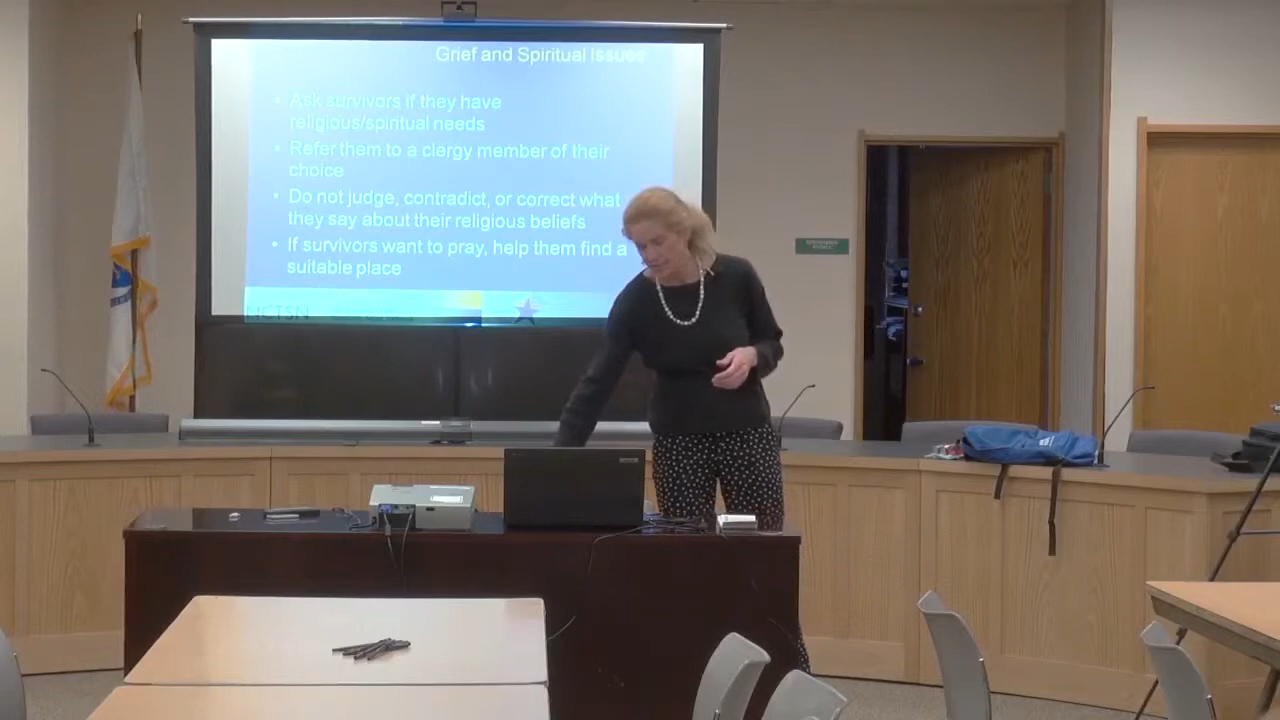 Grief and Spiritual Issues
• Ask survivors if they have
religious/spiritual needs
• Refer them to a clergy member of their
choice
• Do not judge, contradict, or correct what
they say about their religious beliefs
• If survivors want to pray, help them find a
suitable place
NCTSN